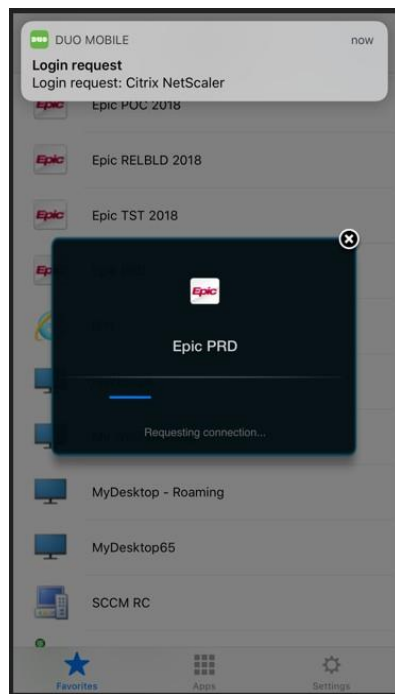 DUO MOBILE
now
Login request
Login request: Citrix NetScaler
Epic POC 2018
Epic
Epic RELBLD 2018
Epic
Epic TST 2018
Epic
Epic PRD
Requesting connection...
MyDesktop - Roaming
MyDesktop65
SCCM RC
Favorites
Apps
Settings